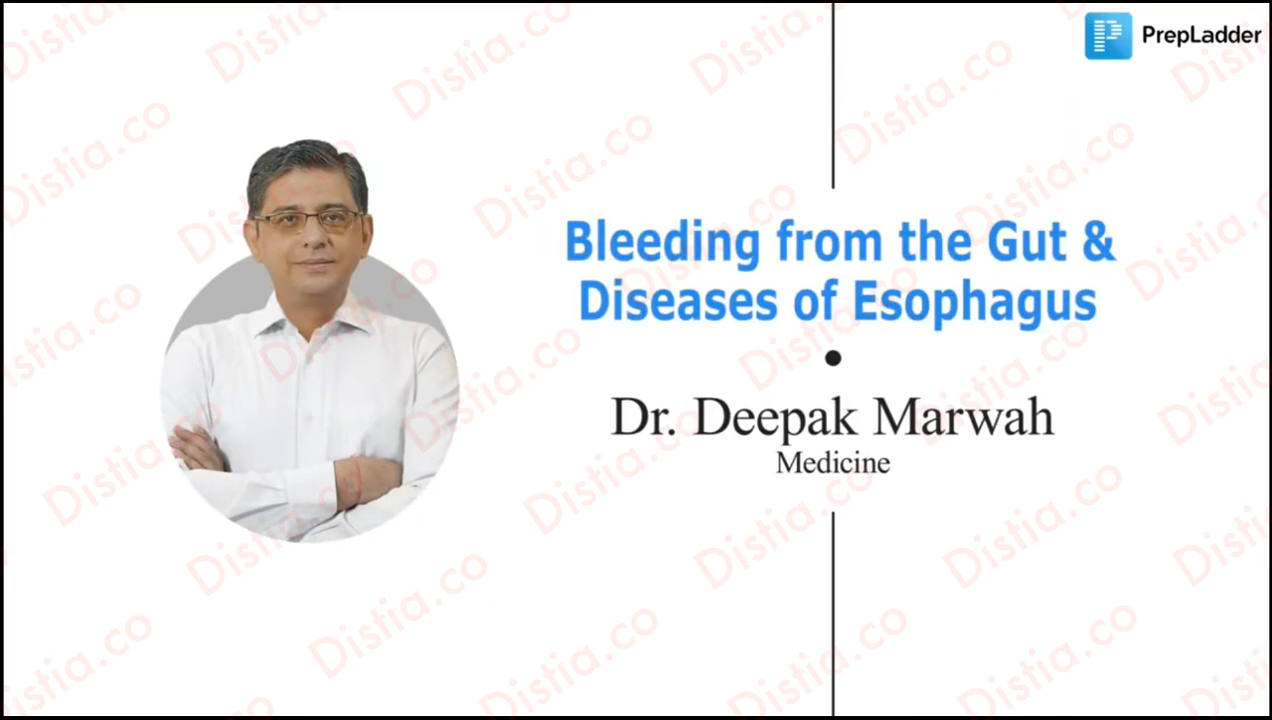 PrepLadder
Bleeding from the Gut &
Diseases of Esophagus
Dr. Deepak Marwah
Medicine
Distia.co